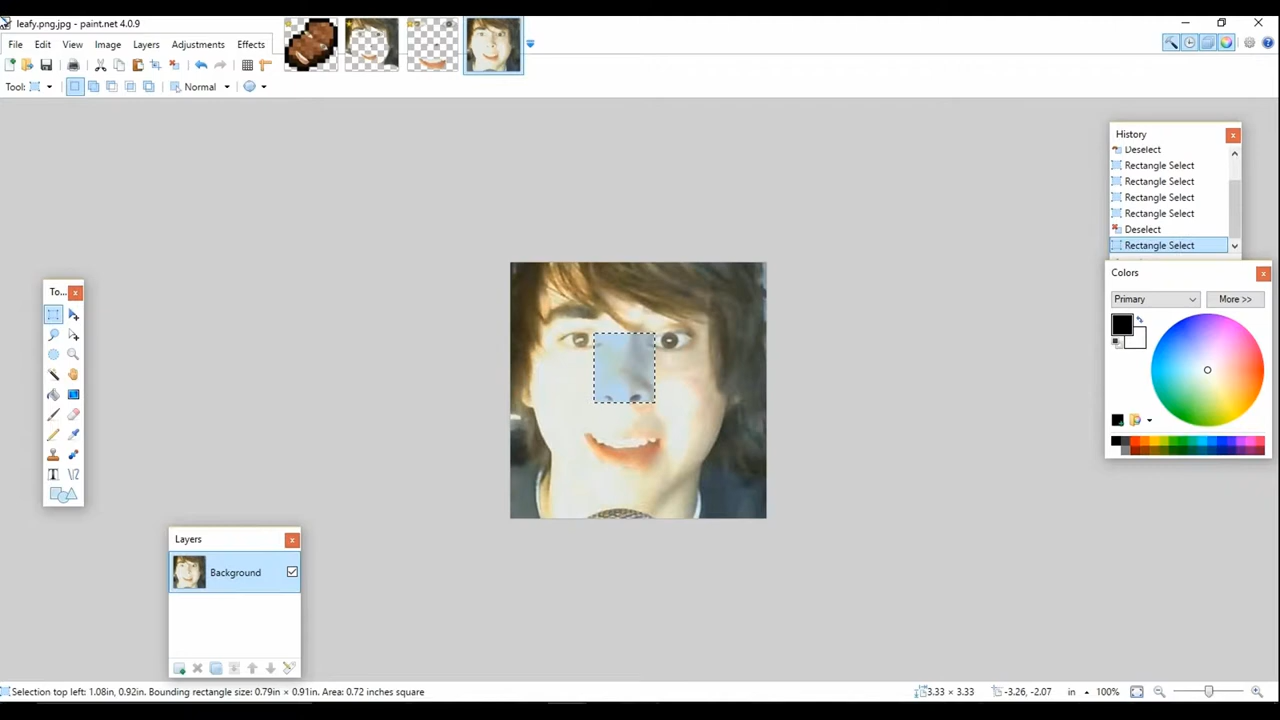 leafy.png.jpg - paint.net 4.0.9
File Edit View Image Layers Adjustments Effects
Tool: Normal
History
Deselect
Rectangle Select
Rectangle Select
Rectangle Select
Rectangle Select
Deselect
Rectangle Select
Colors
Primary More >>
To...
Layers
Background
Selection top left: 1.08in, 0.92in. Bounding rectangle size: 0.79in × 0.91in. Area: 0.72 inches square 3.33 × 3.33 -3.26, -2.07 in 100%